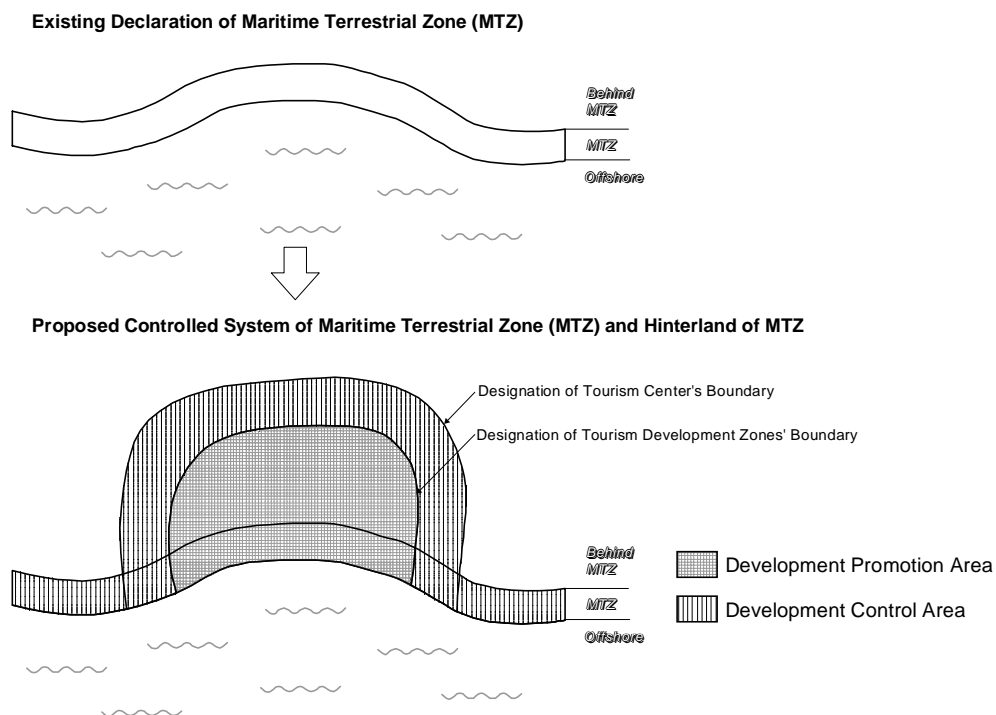 Existing Declaration of Maritime Terrestrial Zone (MTZ)
Behind
MTZ
MTZ
Offshore
Proposed Controlled System of Maritime Terrestrial Zone (MTZ) and Hinterland of MTZ
Designation of Tourism Center's Boundary
Designation of Tourism Development Zones' Boundary
Behind
MTZ
MTZ
Offshore
Development Promotion Area
Development Control Area